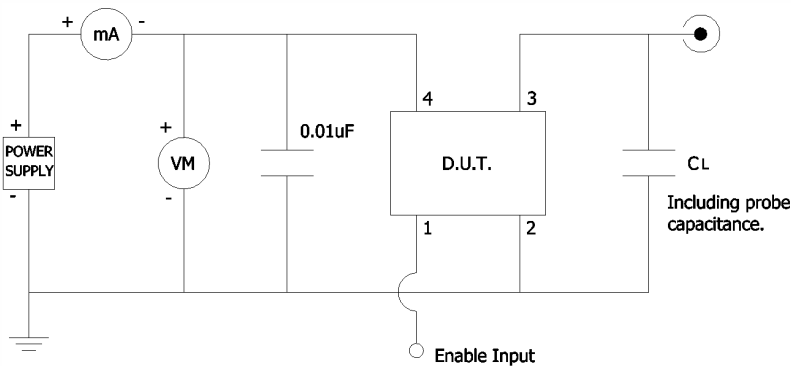 + mA -
4 3
0.01uF
+ +
POWER
SUPPLY
VM
D.U.T.
CL
- -
Including probe
capacitance.
1 2
Enable Input